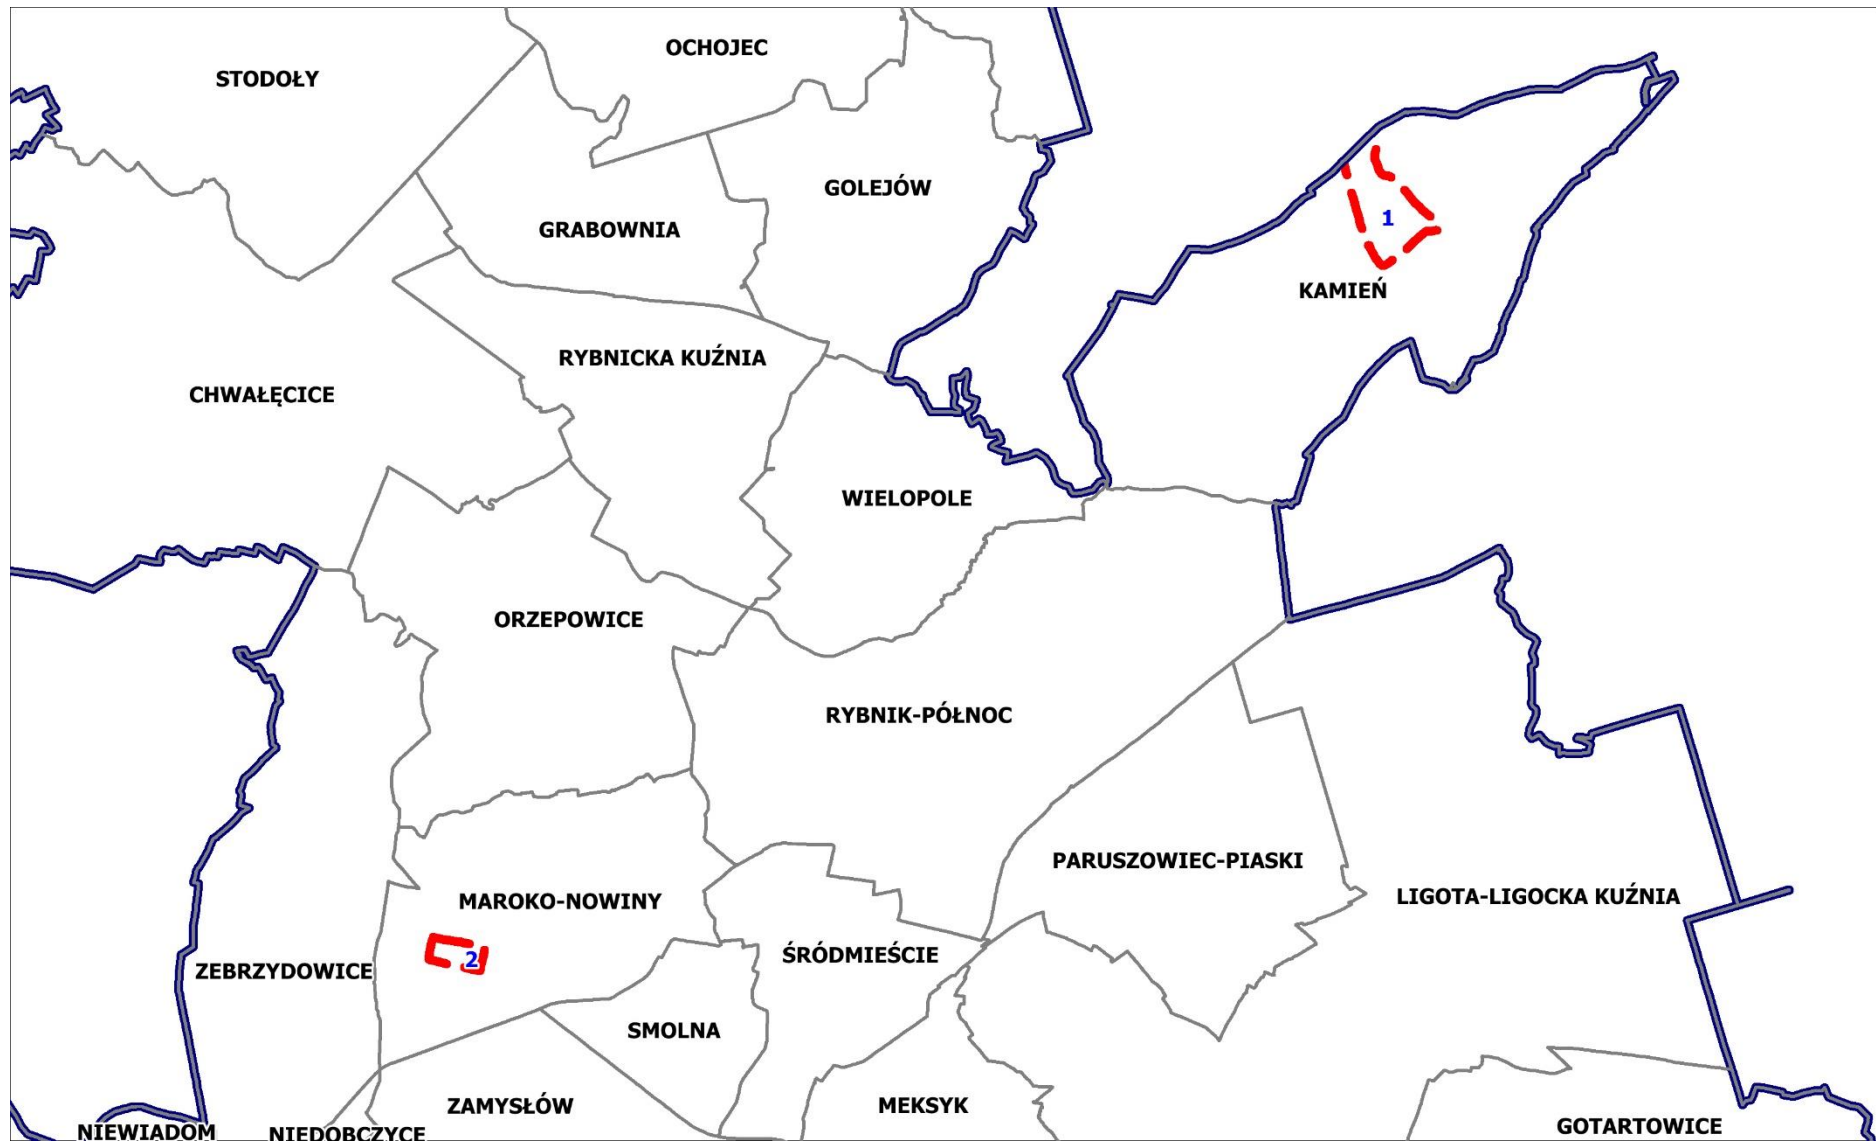 OCHOJEC
STODOŁY
GOLEJÓW
1
GRABOWNIA
KAMIEŃ
RYBNICKA KUŹNIA
CHWAŁĘCICE
WIELOPOLE
ORZEPOWICE
RYBNIK-PÓŁNOC
PARUSZOWIEC-PIASKI
LIGOTA-LIGOCKA KUŹNIA
MAROKO-NOWINY
ŚRÓDMIEŚCIE
2
ZEBRZYDOWICE
SMOLNA
ZAMYSŁÓW
MEKSYK
GOTARTOWICE
NIEWIADOM
NIEDOBCZYCE